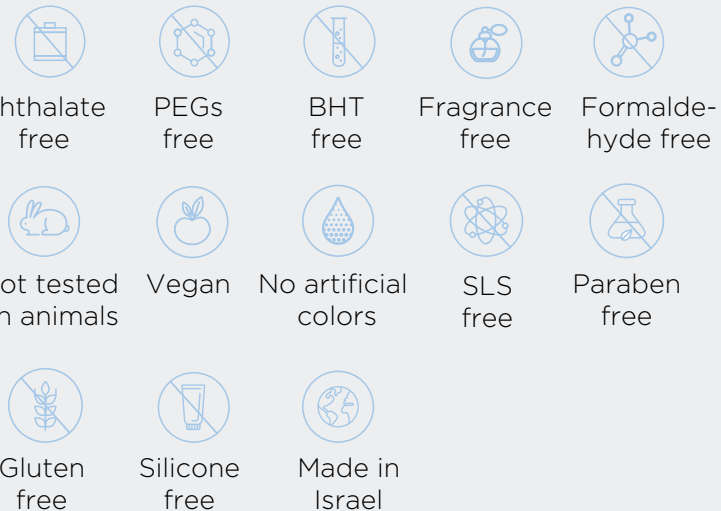 hthalate PEGs BHT Fragrance Formalde-
free free free free hyde free
ot tested Vegan No artificial SLS Paraben
n animals colors free free
Gluten Silicone Made in
free free Israel